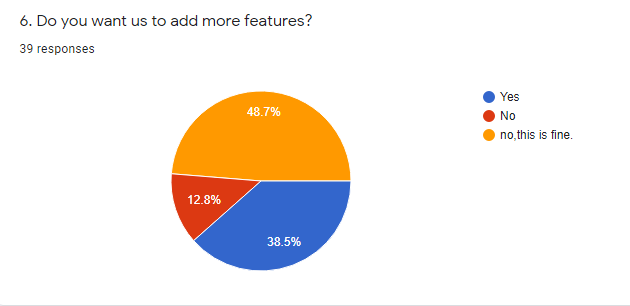 6. Do you want us to add more features?
39 responses
48.7%
12.8%
38.5%
Yes
No
no,this is fine.